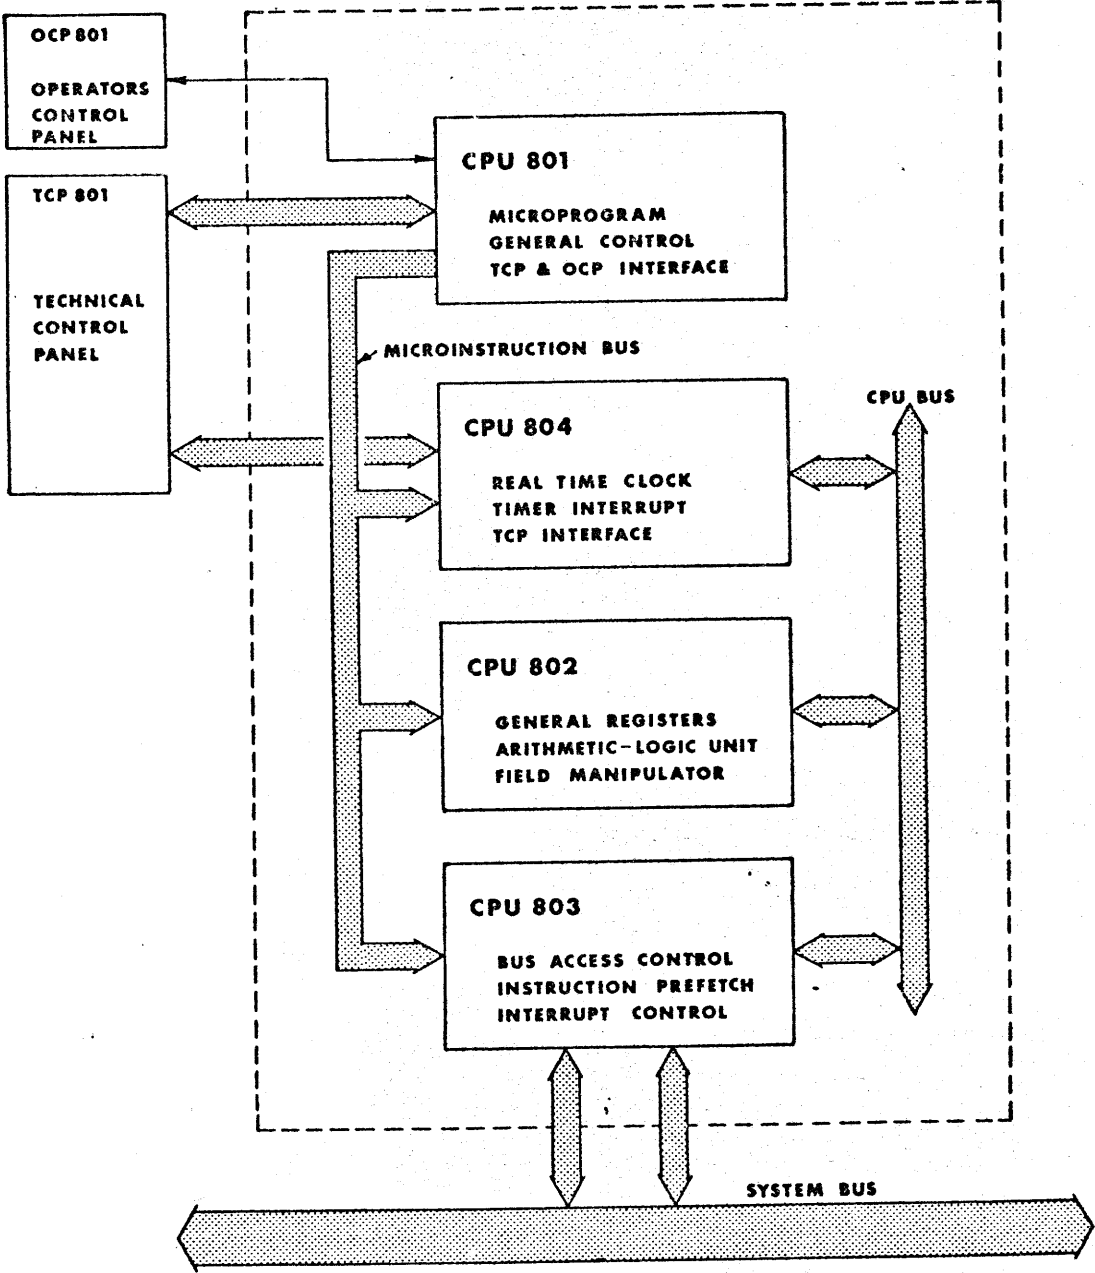 OCP 801
OPERATORS
CONTROL
PANEL
TCP 801
TECHNICAL
CONTROL
PANEL
CPU 801
MICROPROGRAM
GENERAL CONTROL
TCP & OCP INTERFACE
MICROINSTRUCTION BUS
CPU 804
REAL TIME CLOCK
TIMER INTERRUPT
TCP INTERFACE
CPU BUS
CPU 802
GENERAL REGISTERS
ARITHMETIC-LOGIC UNIT
FIELD MANIPULATOR
CPU 803
BUS ACCESS CONTROL
INSTRUCTION PREFETCH
INTERRUPT CONTROL
SYSTEM BUS